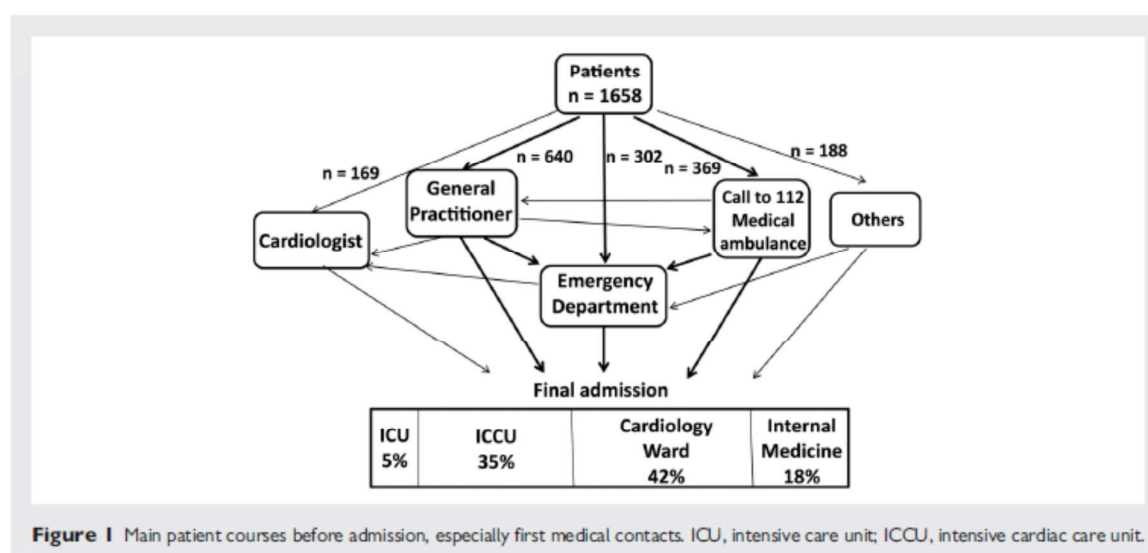 Patients
n = 1658
n = 169
n = 640
n = 302
n = 369
n = 188
General
Practitioner
Call to 112
Medical
ambulance
Others
Cardiologist
Emergency
Department
Final admission
ICU
5%
ICCU
35%
Cardiology
Ward
42%
Internal
Medicine
18%
Figure 1 Main patient courses before admission, especially first medical contacts. ICU, intensive care unit; ICCU, intensive cardiac care unit.